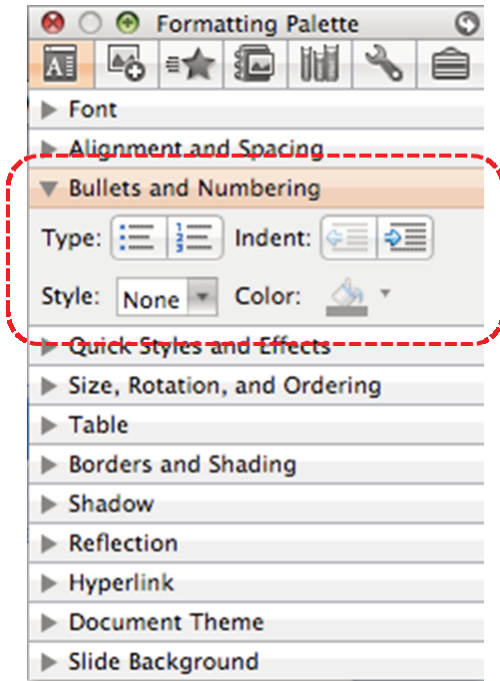 Formatting Palette
Font
Alignment and Spacing
Bullets and Numbering
Type: Indent:
Style: None Color:
Quick Styles and Effects
Size, Rotation, and Ordering
Table
Borders and Shading
Shadow
Reflection
Hyperlink
Document Theme
Slide Background